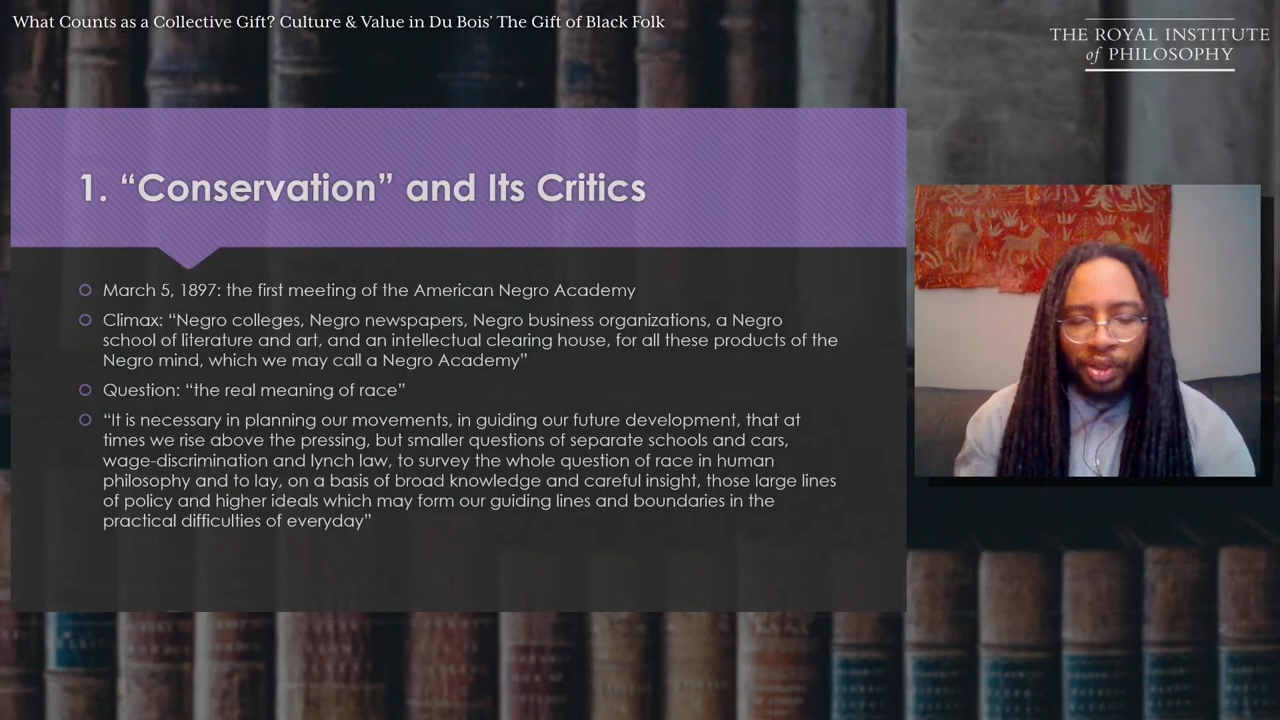 What Counts as a Collective Gift? Culture & Value in Du Bois’ The Gift of Black Folk
THE ROYAL INSTITUTE
of PHILOSOPHY
1. “Conservation” and Its Critics
March 5, 1897: the first meeting of the American Negro Academy
Climax: “Negro colleges, Negro newspapers, Negro business organizations, a Negro
school of literature and art, and an intellectual clearing house, for all these products of the
Negro mind, which we may call a Negro Academy”
Question: “the real meaning of race”
“It is necessary in planning our movements, in guiding our future development, that at
times we rise above the pressing, but smaller questions of separate schools and cars,
wage-discrimination and lynch law, to survey the whole question of race in human
philosophy and to lay, on a basis of broad knowledge and careful insight, those large lines
of policy and higher ideals which may form our guiding lines and boundaries in the
practical difficulties of everyday”